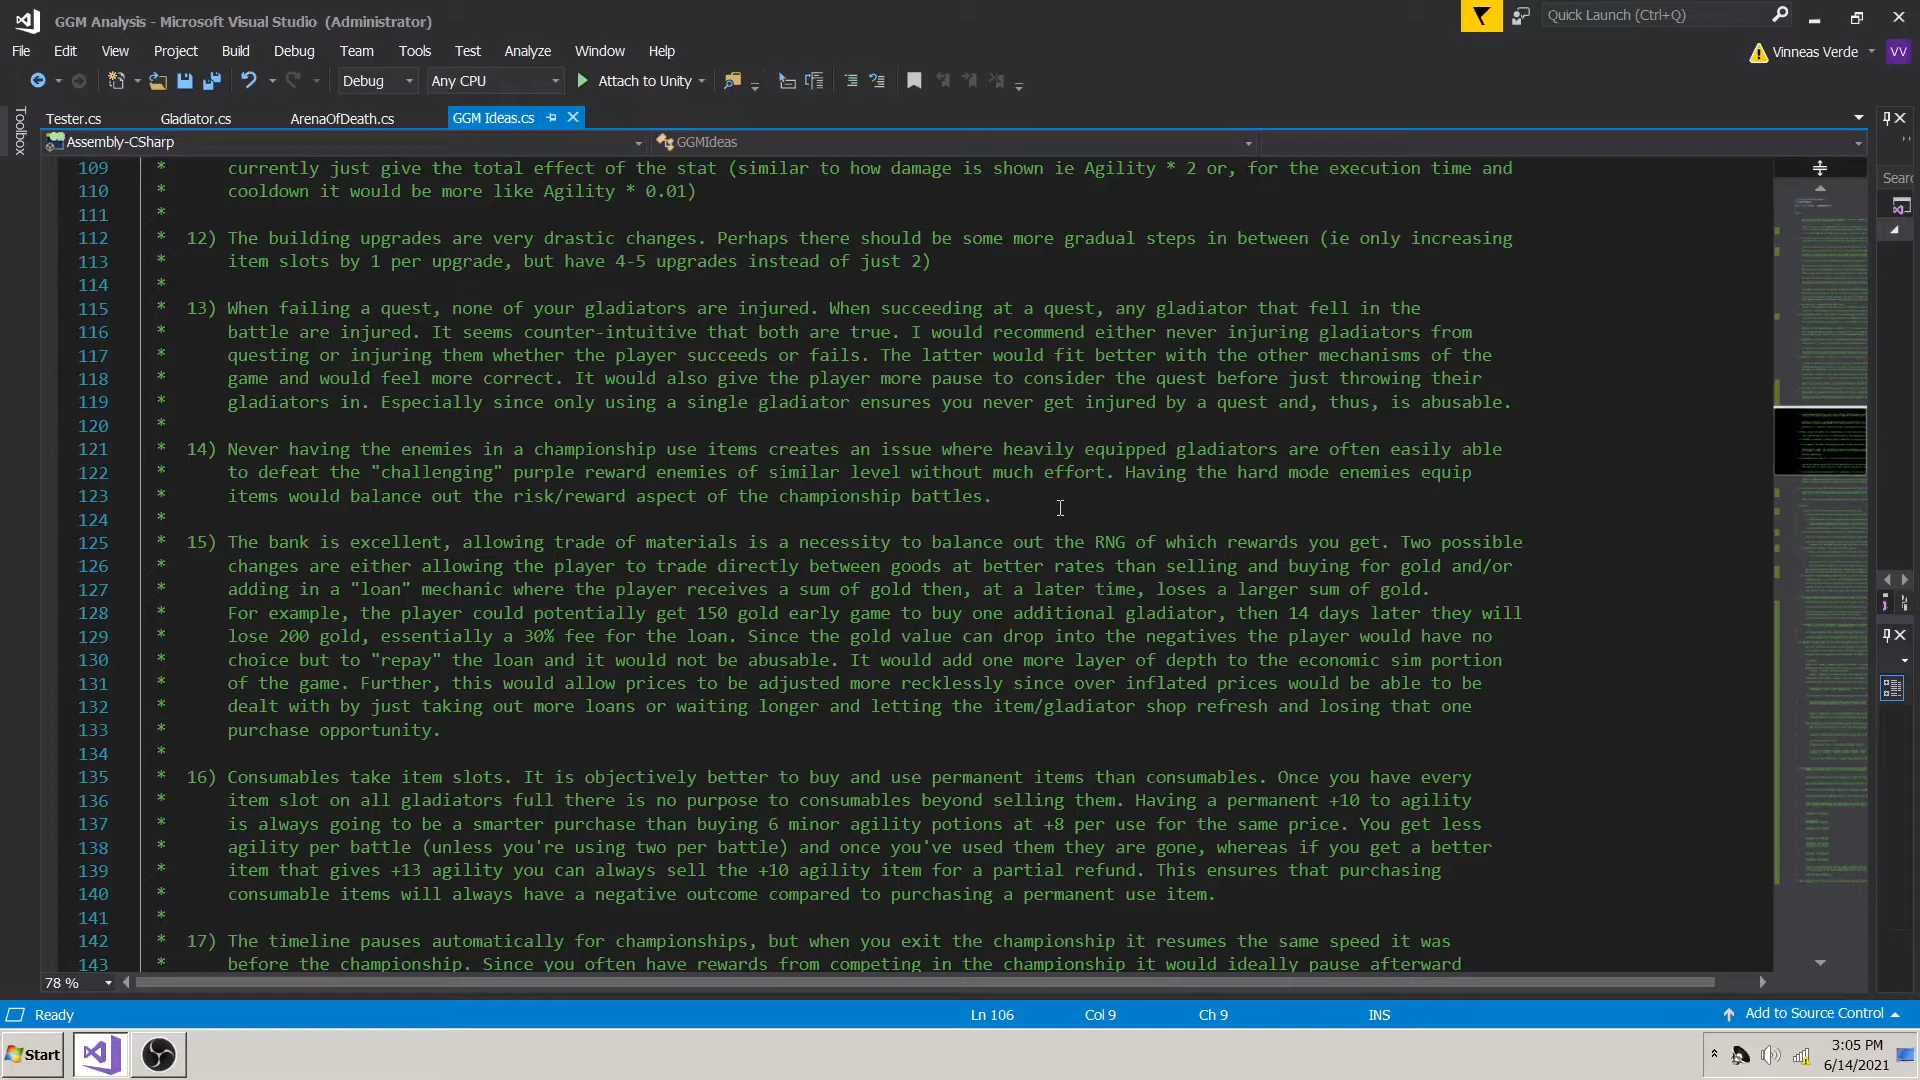 GGM Analysis - Microsoft Visual Studio (Administrator)
Quick Launch (Ctrl+Q)
File Edit View Project Build Debug Team Tools Test Analyze Window Help
Vinneas Verde VV
Debug Any CPU Attach to Unity
Toolbox
Tester.cs Gladiator.cs ArenaOfDeath.cs GGM Ideas.cs
Assembly-CSharp GGMIdeas
Sear
109 * currently just give the total effect of the stat (similar to how damage is shown ie Agility * 2 or, for the execution time and
110 * cooldown it would be more like Agility * 0.01)
111 *
112 * 12) The building upgrades are very drastic changes. Perhaps there should be some more gradual steps in between (ie only increasing
113 * item slots by 1 per upgrade, but have 4-5 upgrades instead of just 2)
114 *
115 * 13) When failing a quest, none of your gladiators are injured. When succeeding at a quest, any gladiator that fell in the
116 * battle are injured. It seems counter-intuitive that both are true. I would recommend either never injuring gladiators from
117 * questing or injuring them whether the player succeeds or fails. The latter would fit better with the other mechanisms of the
118 * game and would feel more correct. It would also give the player more pause to consider the quest before just throwing their
119 * gladiators in. Especially since only using a single gladiator ensures you never get injured by a quest and, thus, is abusable.
120 *
121 * 14) Never having the enemies in a championship use items creates an issue where heavily equipped gladiators are often easily able
122 * to defeat the "challenging" purple reward enemies of similar level without much effort. Having the hard mode enemies equip
123 * items would balance out the risk/reward aspect of the championship battles.
124 *
125 * 15) The bank is excellent, allowing trade of materials is a necessity to balance out the RNG of which rewards you get. Two possible
126 * changes are either allowing the player to trade directly between goods at better rates than selling and buying for gold and/or
127 * adding in a "loan" mechanic where the player receives a sum of gold then, at a later time, loses a larger sum of gold.
128 * For example, the player could potentially get 150 gold early game to buy one additional gladiator, then 14 days later they will
129 * lose 200 gold, essentially a 30% fee for the loan. Since the gold value can drop into the negatives the player would have no
130 * choice but to "repay" the loan and it would not be abusable. It would add one more layer of depth to the economic sim portion
131 * of the game. Further, this would allow prices to be adjusted more recklessly since over inflated prices would be able to be
132 * dealt with by just taking out more loans or waiting longer and letting the item/gladiator shop refresh and losing that one
133 * purchase opportunity.
134 *
135 * 16) Consumables take item slots. It is objectively better to buy and use permanent items than consumables. Once you have every
136 * item slot on all gladiators full there is no purpose to consumables beyond selling them. Having a permanent +10 to agility
137 * is always going to be a smarter purchase than buying 6 minor agility potions at +8 per use for the same price. You get less
138 * agility per battle (unless you're using two per battle) and once you've used them they are gone, whereas if you get a better
139 * item that gives +13 agility you can always sell the +10 agility item for a partial refund. This ensures that purchasing
140 * consumable items will always have a negative outcome compared to purchasing a permanent use item.
141 *
142 * 17) The timeline pauses automatically for championships, but when you exit the championship it resumes the same speed it was
143 * before the championship. Since you often have rewards from competing in the championship it would ideally pause afterward
78 %
Ready Ln 106 Col 9 Ch 9 INS Add to Source Control
Start
3:05 PM
6/14/2021